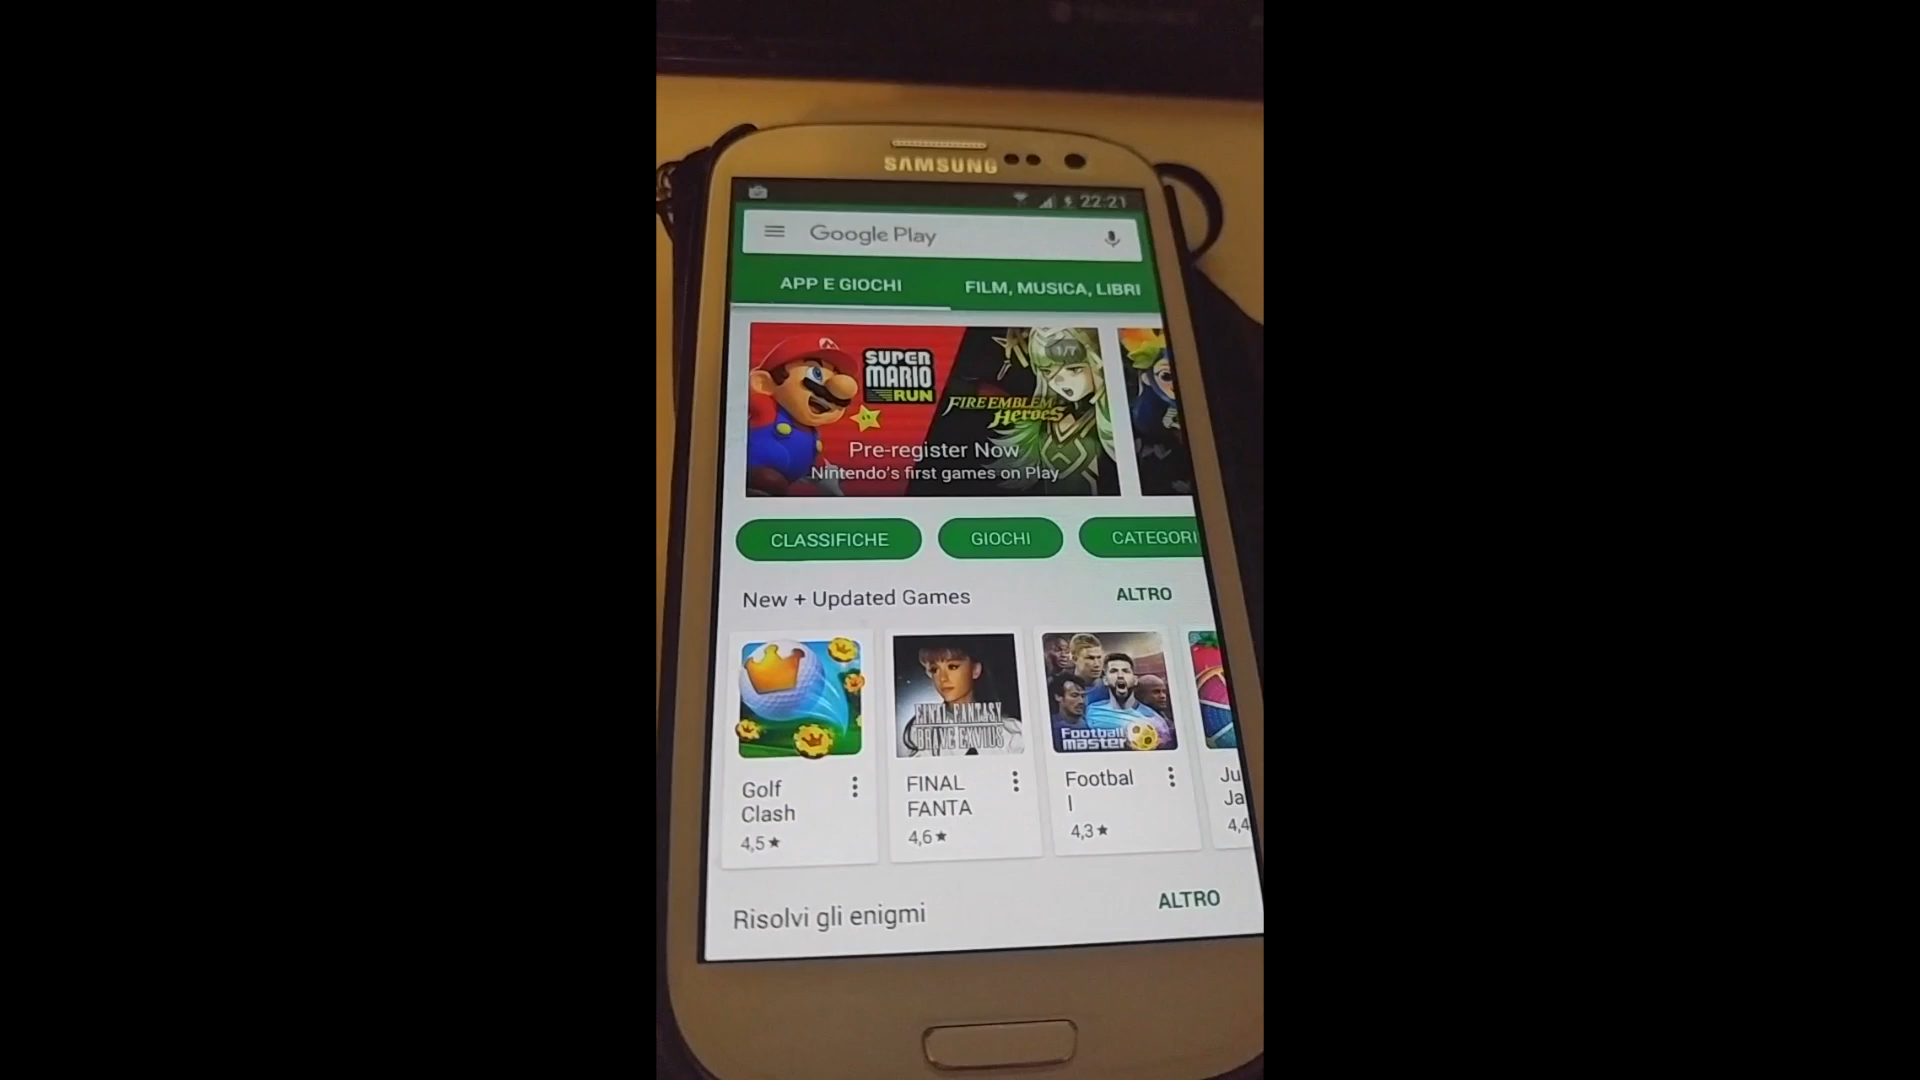 SAMSUNG
22:21
Google Play
APP E GIOCHI
FILM, MUSICA, LIBRI
1/7
SUPER
MARIO
RUN
FIRE EMBLEM
Heroes
Pre-register Now
Nintendo's first games on Play
CLASSIFICHE
GIOCHI
CATEGORI
New + Updated Games
ALTRO
FINAL FANTASY
BRAVE EXVIUS
Football
master
Golf
Clash
4,5★
FINAL
FANTA
4,6★
Footbal
l
4,3★
Ju
Ja
4,4
Risolvi gli enigmi
ALTRO